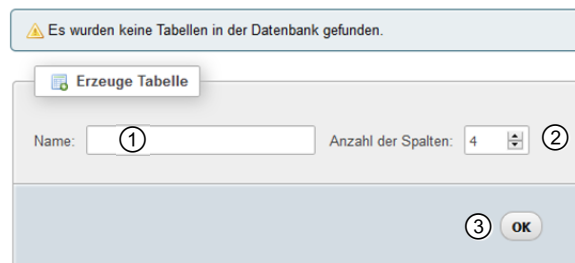 Es wurden keine Tabellen in der Datenbank gefunden.
Erzeuge Tabelle
Name: ① Anzahl der Spalten: 4 ②
③ OK